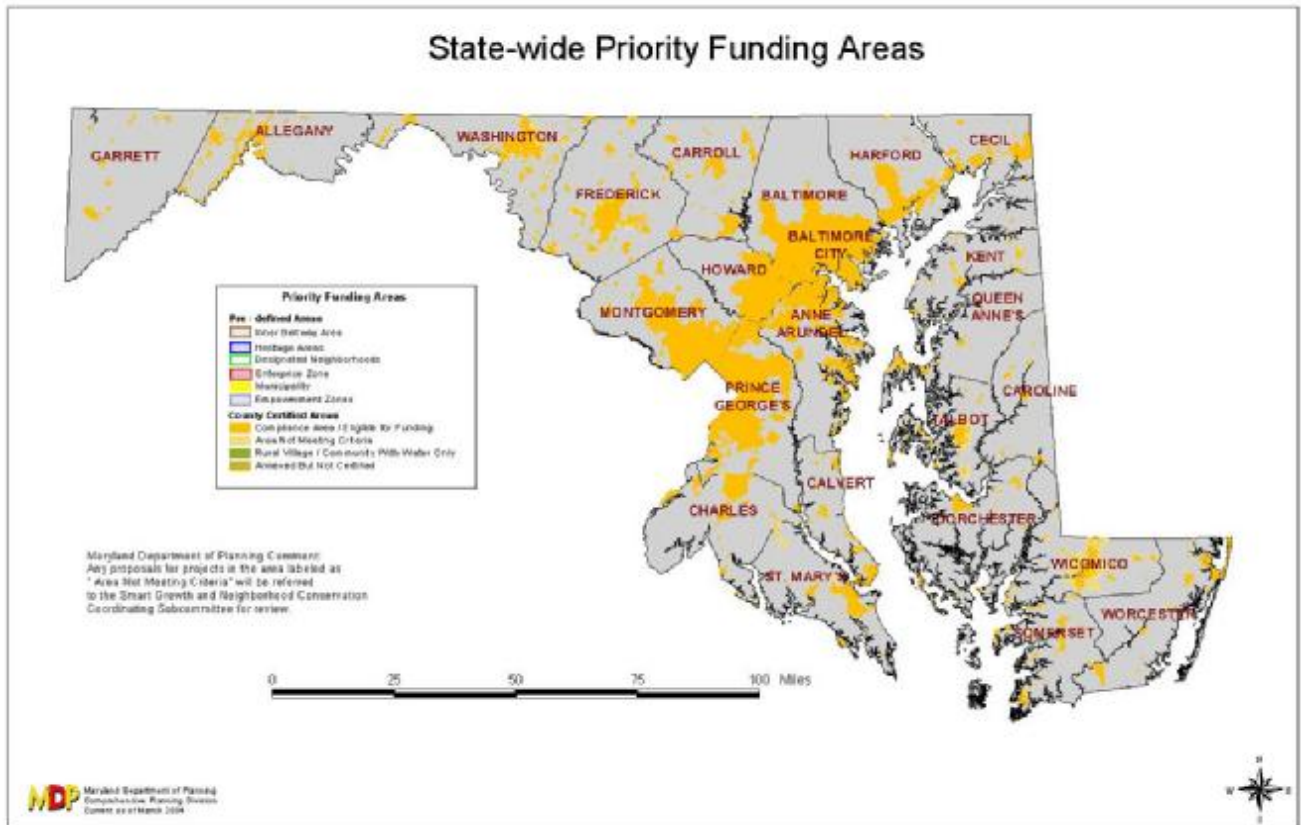 State-wide Priority Funding Areas
GARRETT
ALLEGANY
WASHINGTON
FREDERICK
CARROLL
BALTIMORE
HARFORD
CECIL
BALTIMORE
CITY
HOWARD
MONTGOMERY
ANNE
ARUNDEL
KENT
QUEEN
ANNE'S
PRINCE
GEORGE'S
CAROLINE
TALBOT
CALVERT
CHARLES
DORCHESTER
ST. MARY'S
WICOMICO
WORCESTER
SOMERSET
Priority Funding Areas
Pre - defined Areas
Inner Beltway Area
Heritage Areas
Designated Neighborhoods
Enterprise Zone
Municipality
Empowerment Zones
County Certified Areas
Compliance Area / Eligible for Funding
Area Not Meeting Criteria
Rural Village / Community With Water Only
Annexed But Not Certified
Maryland Department of Planning Comment:
Any proposals for projects in the area labeled as
"Area Not Meeting Criteria" will be referred
to the Smart Growth and Neighborhood Conservation
Coordinating Subcommittee for review.
0 25 50 75 100 Miles
MDP
Maryland Department of Planning
Comprehensive Planning Division
Current as of March 2004
N
W E
S